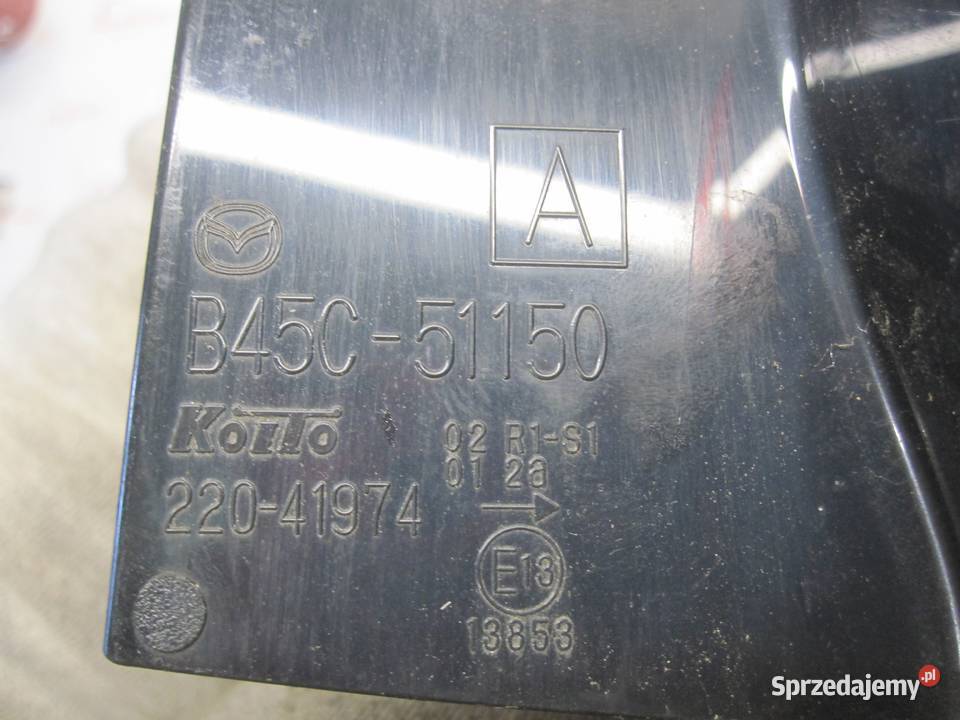 A
B45C-51150
KOITO
02 R1-S1
01 2a
220-41974
E13
13853
Sprzedajemy.pl